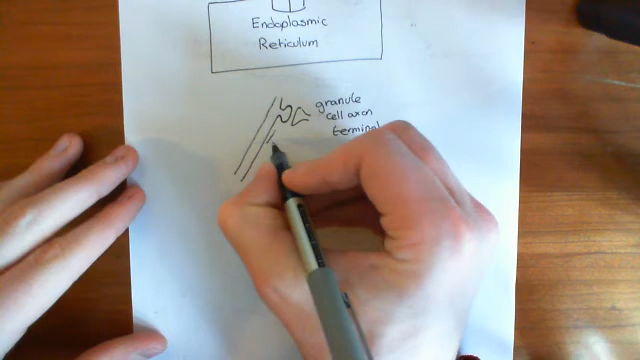 Endoplasmic
Reticulum
granule
cell axon
terminal